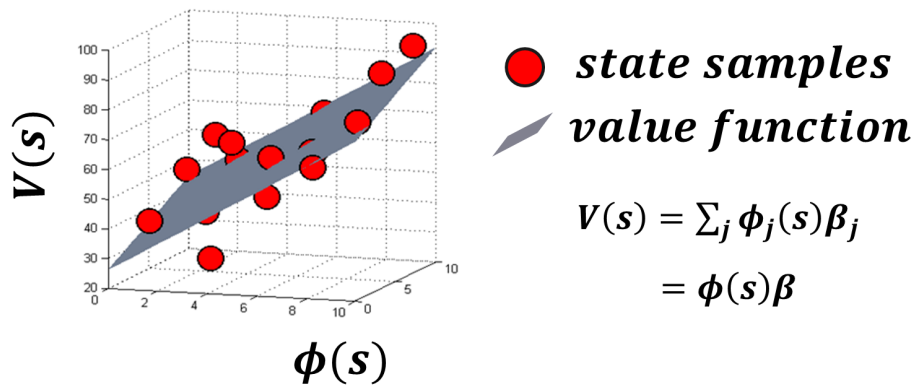 V(s)
100
90
80
70
60
50
40
30
20
0 2 4 6 8 10
0 5 10
ϕ(s)
state samples
value function
V(s) = ∑ⱼ ϕⱼ(s)βⱼ
= ϕ(s)β